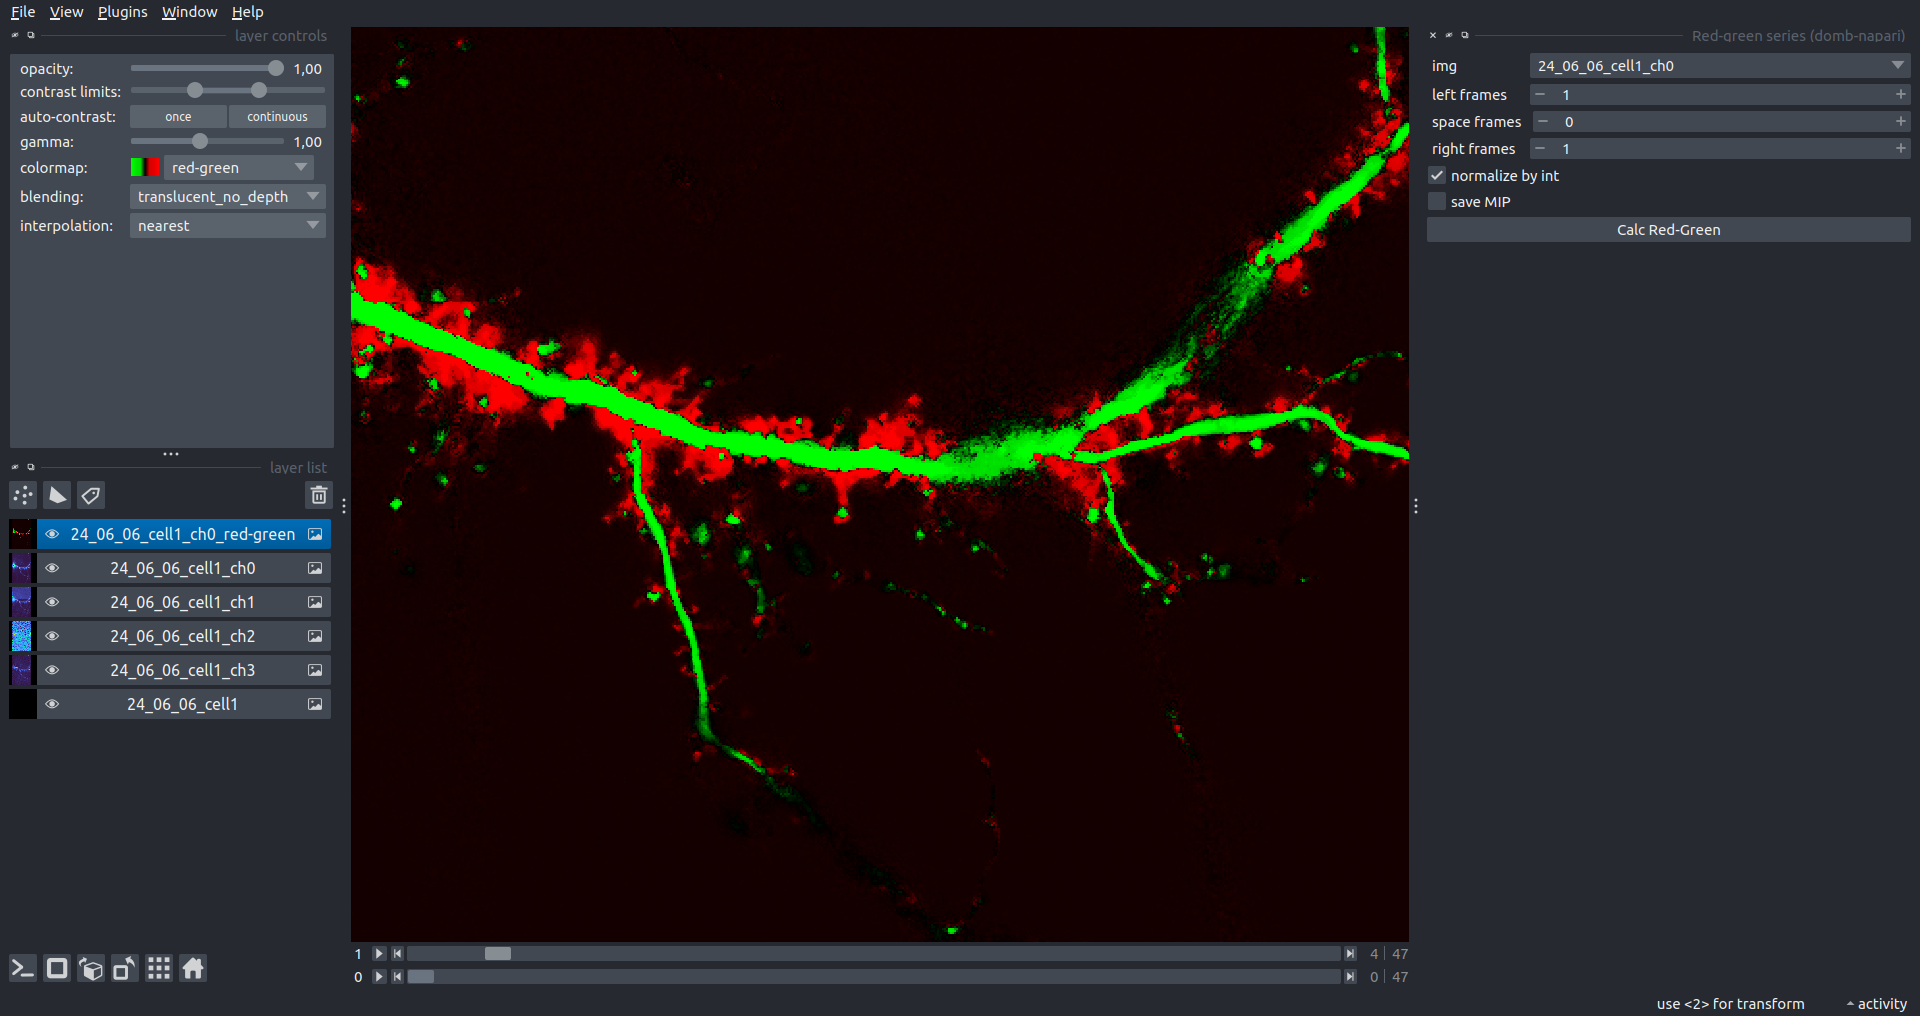 File View Plugins Window Help
layer controls
opacity: 1,00
contrast limits:
auto-contrast: once continuous
gamma: 1,00
colormap: red-green
blending: translucent_no_depth
interpolation: nearest
layer list
24_06_06_cell1_ch0_red-green
24_06_06_cell1_ch0
24_06_06_cell1_ch1
24_06_06_cell1_ch2
24_06_06_cell1_ch3
24_06_06_cell1
1 4 | 47
0 0 | 47
Red-green series (domb-napari)
img 24_06_06_cell1_ch0
left frames 1
space frames 0
right frames 1
normalize by int
save MIP
Calc Red-Green
use <2> for transform activity